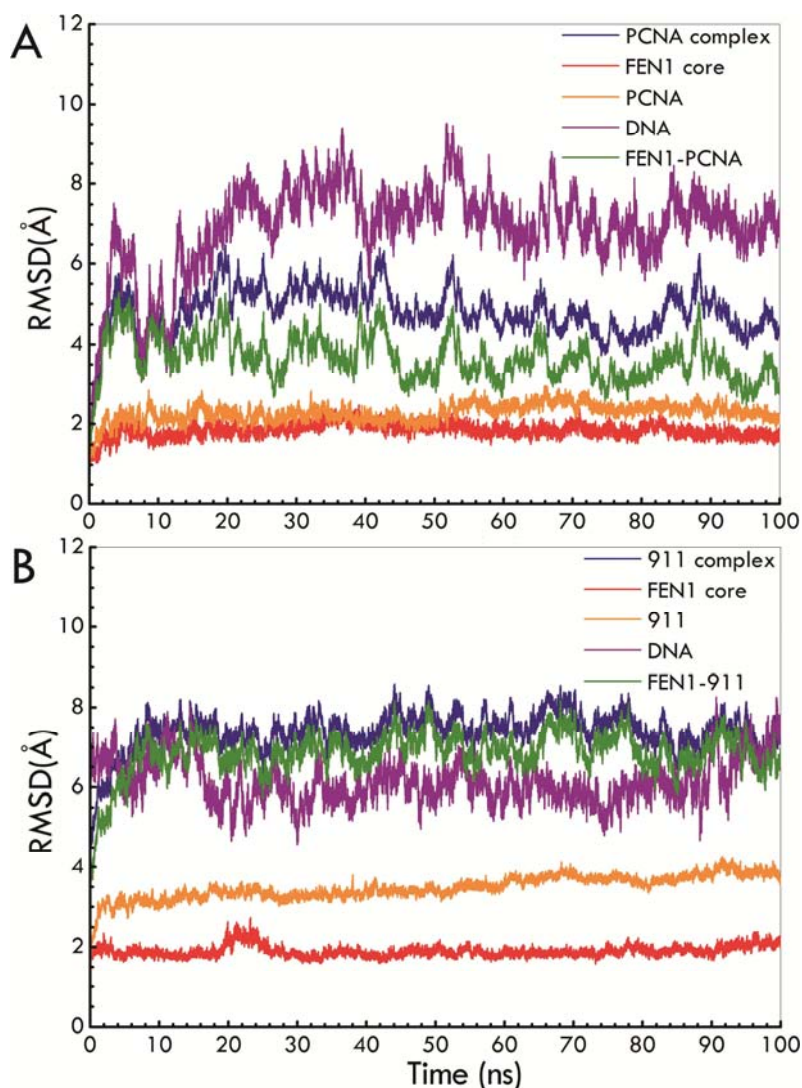 A
12
10
8
6
4
2
0
RMSD(Å)
PCNA complex
FEN1 core
PCNA
DNA
FEN1-PCNA
0 10 20 30 40 50 60 70 80 90 100
B
12
10
8
6
4
2
0
RMSD(Å)
911 complex
FEN1 core
911
DNA
FEN1-911
0 10 20 30 40 50 60 70 80 90 100
Time (ns)